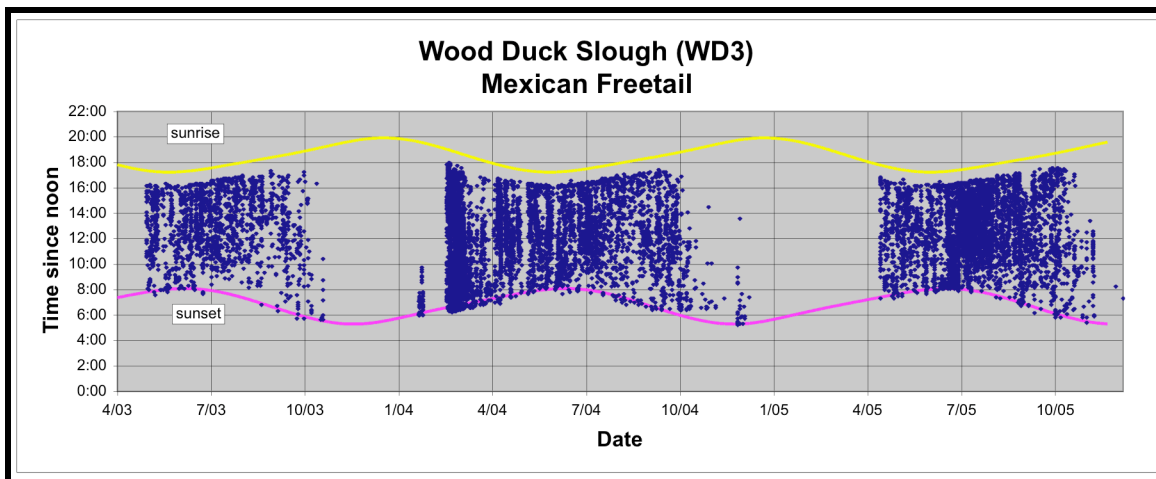 Wood Duck Slough (WD3)
Mexican Freetail
22:00
20:00
18:00
16:00
14:00
12:00
10:00
8:00
6:00
4:00
2:00
0:00
Time since noon
sunrise
sunset
4/03 7/03 10/03 1/04 4/04 7/04 10/04 1/05 4/05 7/05 10/05
Date